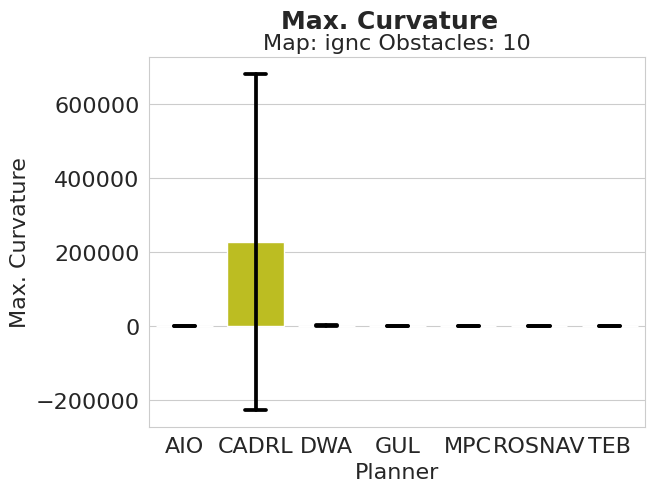 Max. Curvature
Map: ignc Obstacles: 10
600000
400000
200000
0
−200000
Max. Curvature
AIO CADRL DWA GUL MPC ROSNAV TEB
Planner